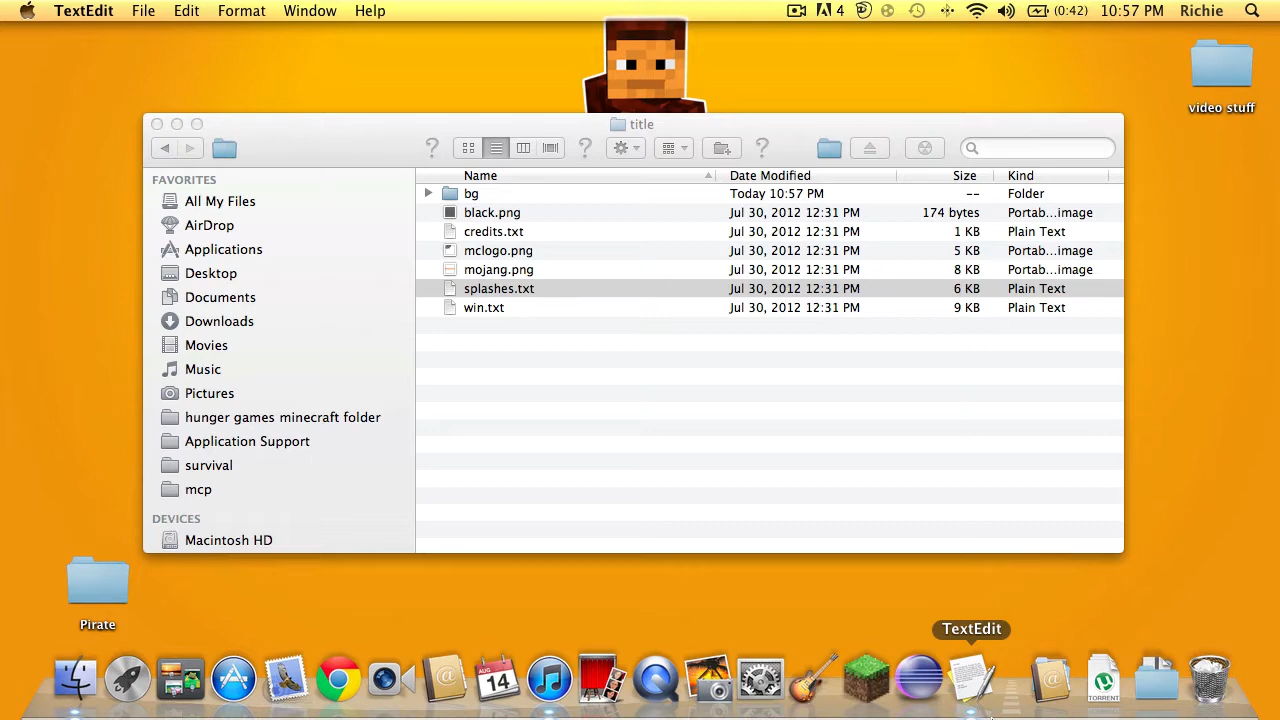 TextEdit File Edit Format Window Help 4 (0:42) 10:57 PM Richie
video stuff
title
Name Date Modified Size Kind
FAVORITES
All My Files
AirDrop
Applications
Desktop
Documents
Downloads
Movies
Music
Pictures
hunger games minecraft folder
Application Support
survival
mcp
DEVICES
Macintosh HD
bg Today 10:57 PM -- Folder
black.png Jul 30, 2012 12:31 PM 174 bytes Portab...image
credits.txt Jul 30, 2012 12:31 PM 1 KB Plain Text
mclogo.png Jul 30, 2012 12:31 PM 5 KB Portab...image
mojang.png Jul 30, 2012 12:31 PM 8 KB Portab...image
splashes.txt Jul 30, 2012 12:31 PM 6 KB Plain Text
win.txt Jul 30, 2012 12:31 PM 9 KB Plain Text
Pirate
TextEdit
AUG
14
TORRENT